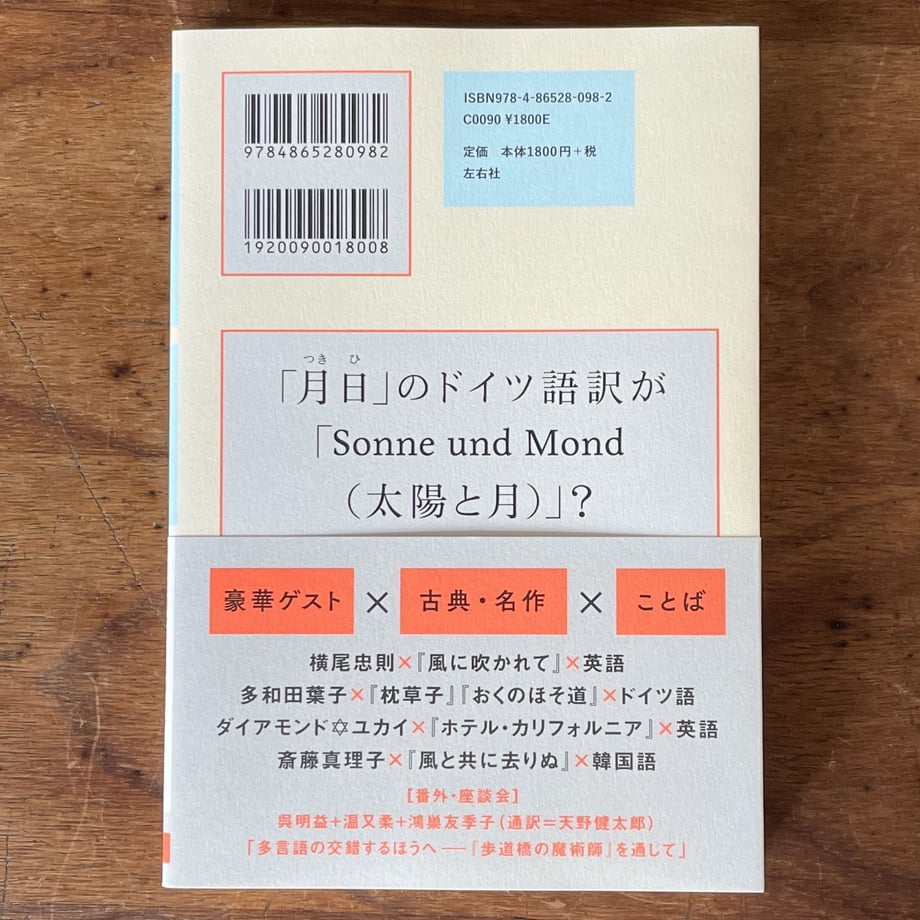 9784865280982
1920090018008
ISBN978-4-86528-098-2
C0090 ¥1800E
定価 本体1800円+税
左右社
つき ひ
「月日」のドイツ語訳が
「Sonne und Mond
(太陽と月)」?
豪華ゲスト × 古典・名作 × ことば
横尾忠則×『風に吹かれて』×英語
多和田葉子×『枕草子』『おくのほそ道』×ドイツ語
ダイアモンド✡ユカイ×『ホテル・カリフォルニア』×英語
斎藤真理子×『風と共に去りぬ』×韓国語
[番外・座談会]
呉明益+温又柔+鴻巣友季子(通訳=天野健太郎)
「多言語の交錯するほうへ——『歩道橋の魔術師』を通して」